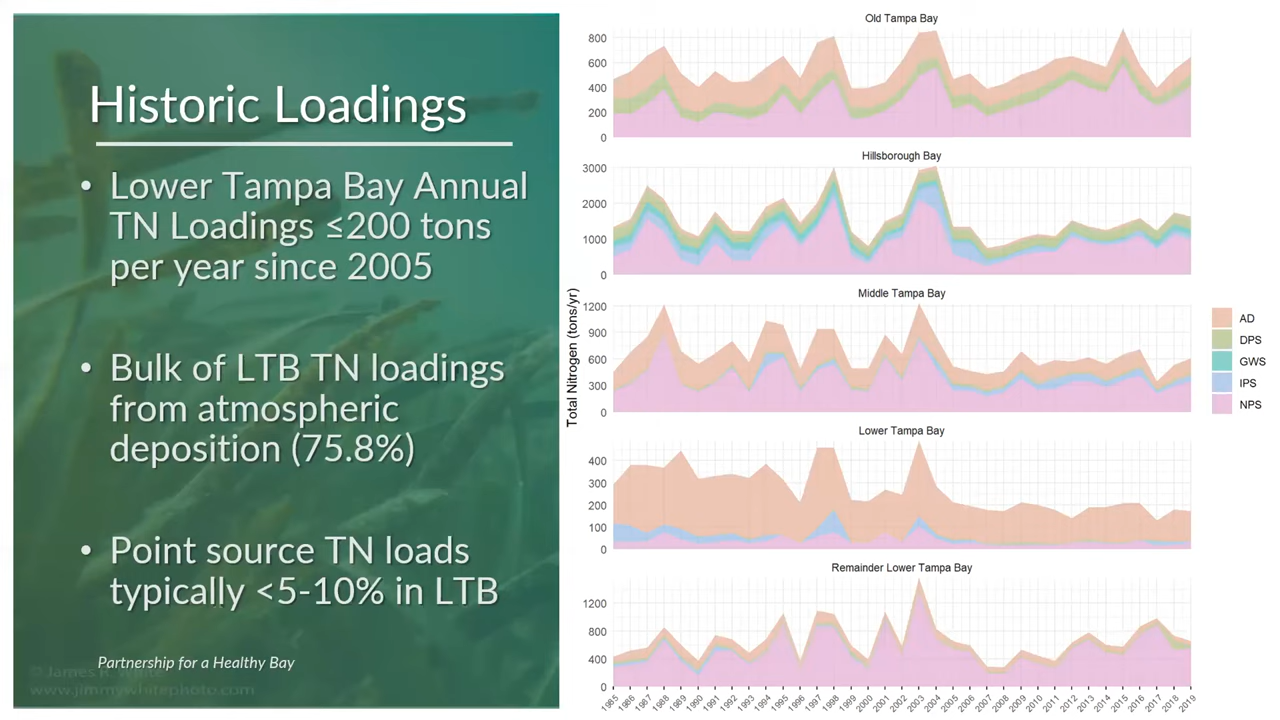 Historic Loadings
• Lower Tampa Bay Annual
TN Loadings ≤200 tons
per year since 2005
• Bulk of LTB TN loadings
from atmospheric
deposition (75.8%)
• Point source TN loads
typically <5-10% in LTB
Partnership for a Healthy Bay
© James R. White
www.jimmywhitephoto.com
Total Nitrogen (tons/yr)
Old Tampa Bay
800
600
400
200
0
Hillsborough Bay
3000
2000
1000
0
Middle Tampa Bay
1200
900
600
300
0
Lower Tampa Bay
400
300
200
100
0
Remainder Lower Tampa Bay
1200
800
400
0
1985 1986 1987 1988 1989 1990 1991 1992 1993 1994 1995 1996 1997 1998 1999 2000 2001 2002 2003 2004 2005 2006 2007 2008 2009 2010 2011 2012 2013 2014 2015 2016 2017 2018 2019
AD
DPS
GWS
IPS
NPS